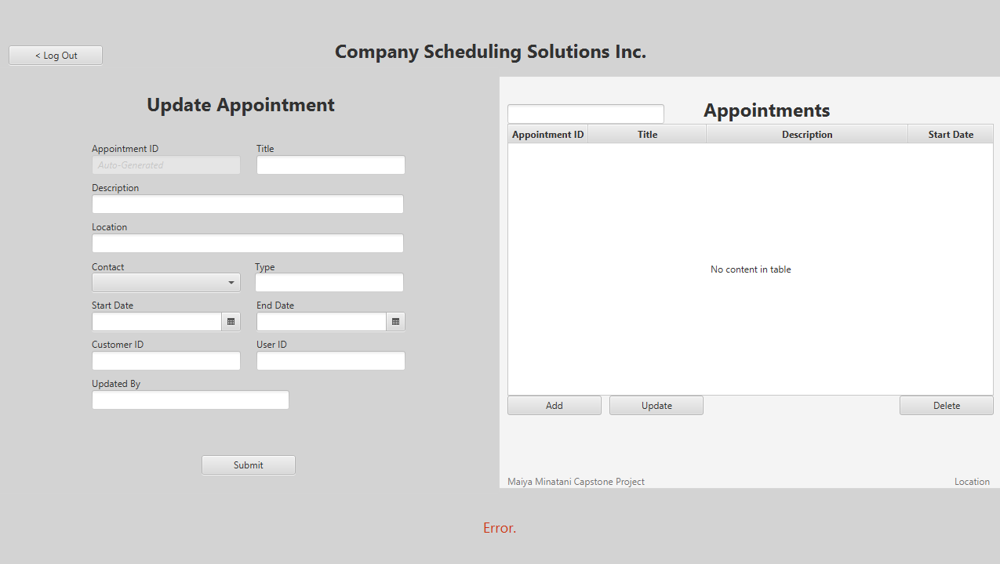 < Log Out
Company Scheduling Solutions Inc.
Update Appointment
Appointment ID
Title
Auto-Generated
Description
Location
Contact
Type
Start Date
End Date
Customer ID
User ID
Updated By
Submit
Appointments
Appointment ID Title Description Start Date
No content in table
Add Update Delete
Maiya Minatani Capstone Project
Location
Error.